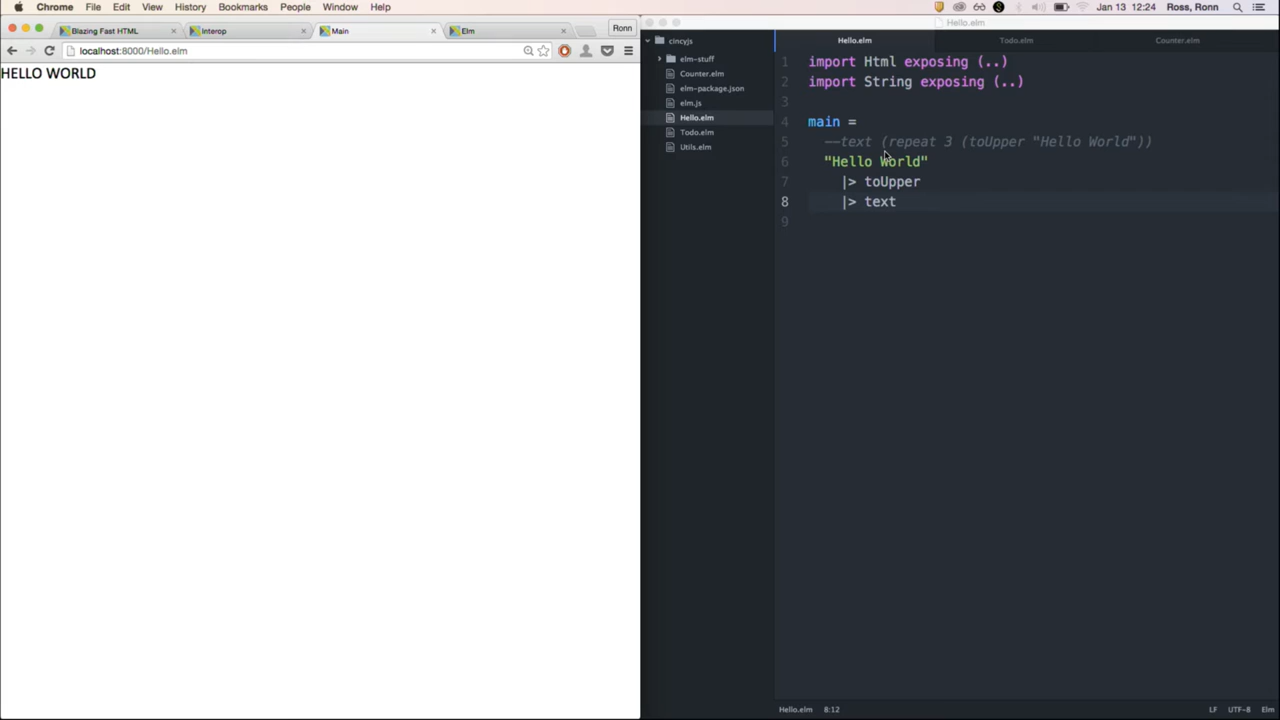 Chrome File Edit View History Bookmarks People Window Help
Jan 13 12:24 Ross, Ronn
Blazing Fast HTML Interop Main Elm Ronn
localhost:8000/Hello.elm
HELLO WORLD
Hello.elm
cincyjs
elm-stuff
Counter.elm
elm-package.json
elm.js
Hello.elm
Todo.elm
Utils.elm
Hello.elm Todo.elm Counter.elm
1 import Html exposing (..)
2 import String exposing (..)
3
4 main =
5 --text (repeat 3 (toUpper "Hello World"))
6 "Hello World"
7 |> toUpper
8 |> text
9
Hello.elm 8:12 LF UTF-8 Elm